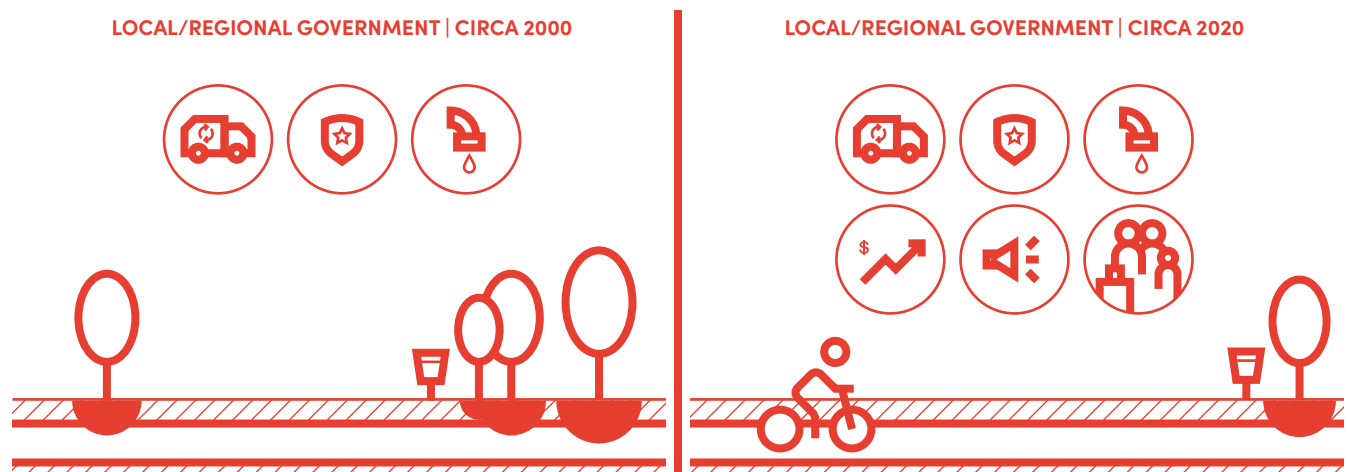 LOCAL/REGIONAL GOVERNMENT | CIRCA 2000
LOCAL/REGIONAL GOVERNMENT | CIRCA 2020
$